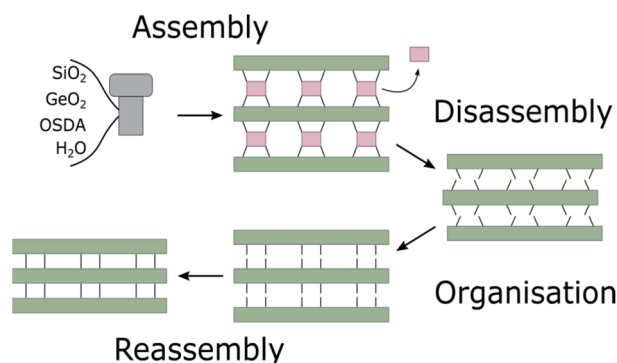 Assembly
SiO₂
GeO₂
OSDA
H₂O
Disassembly
Organisation
Reassembly